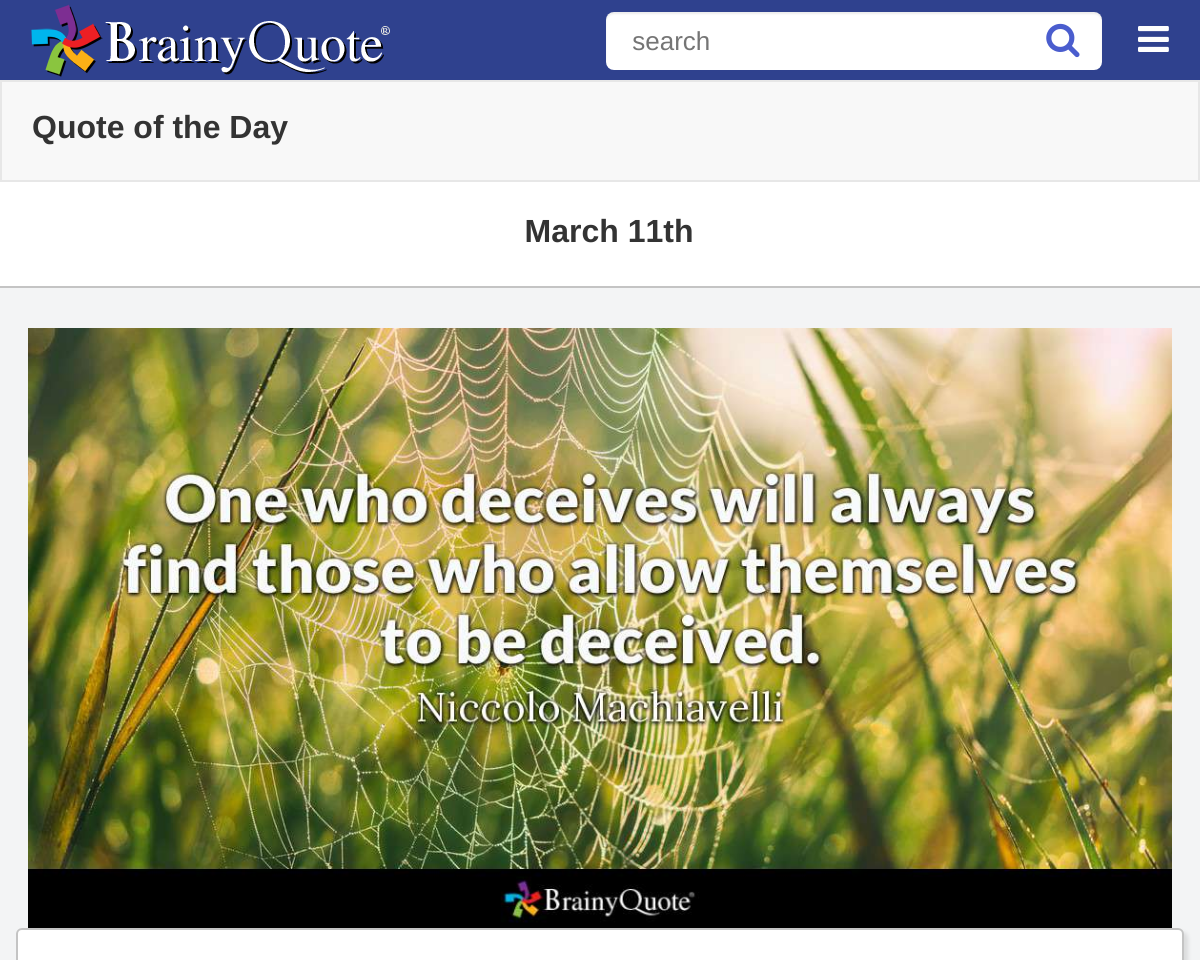 BrainyQuote®
search
Quote of the Day
March 11th
One who deceives will always
find those who allow themselves
to be deceived.
Niccolo Machiavelli
BrainyQuote®